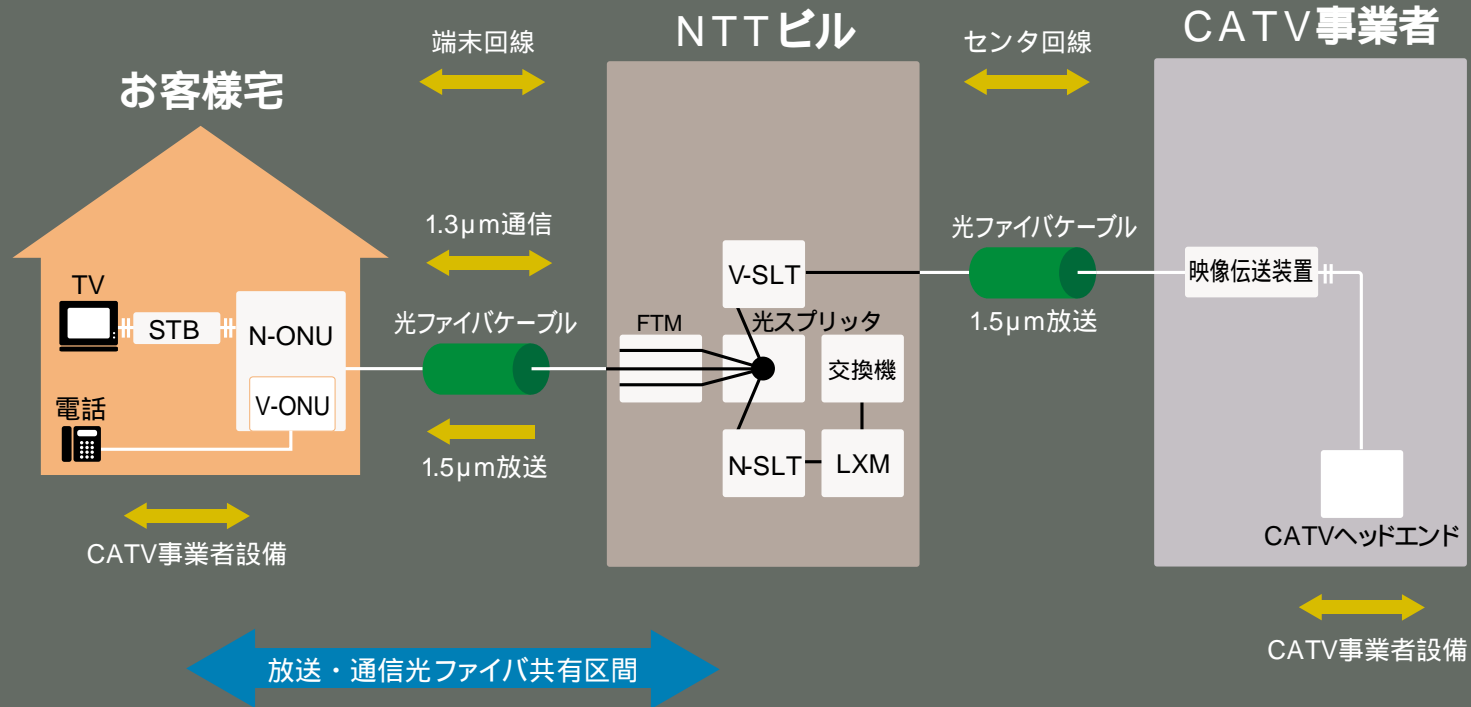 お客様宅
端末回線
NTTビル
センタ回線
CATV事業者
1.3μm通信
光ファイバケーブル
1.5μm放送
TV
STB
N-ONU
V-ONU
電話
CATV事業者設備
FTM
V-SLT
光スプリッタ
交換機
N-SLT
LXM
光ファイバケーブル
1.5μm放送
映像伝送装置
CATVヘッドエンド
CATV事業者設備
放送・通信光ファイバ共有区間